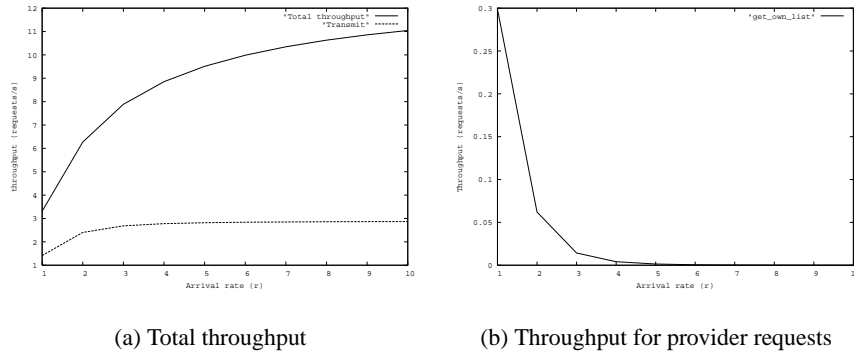 12
11
10
9
8
7
6
5
4
3
2
1
throughput (requests/s)
"Total throughput"
"Transmit"
1 2 3 4 5 6 7 8 9 10
Arrival rate (r)
(a) Total throughput
0.3
0.25
0.2
0.15
0.1
0.05
0
Throughput (requests/s)
"get_own_list"
1 2 3 4 5 6 7 8 9 1
Arrival rate (r)
(b) Throughput for provider requests